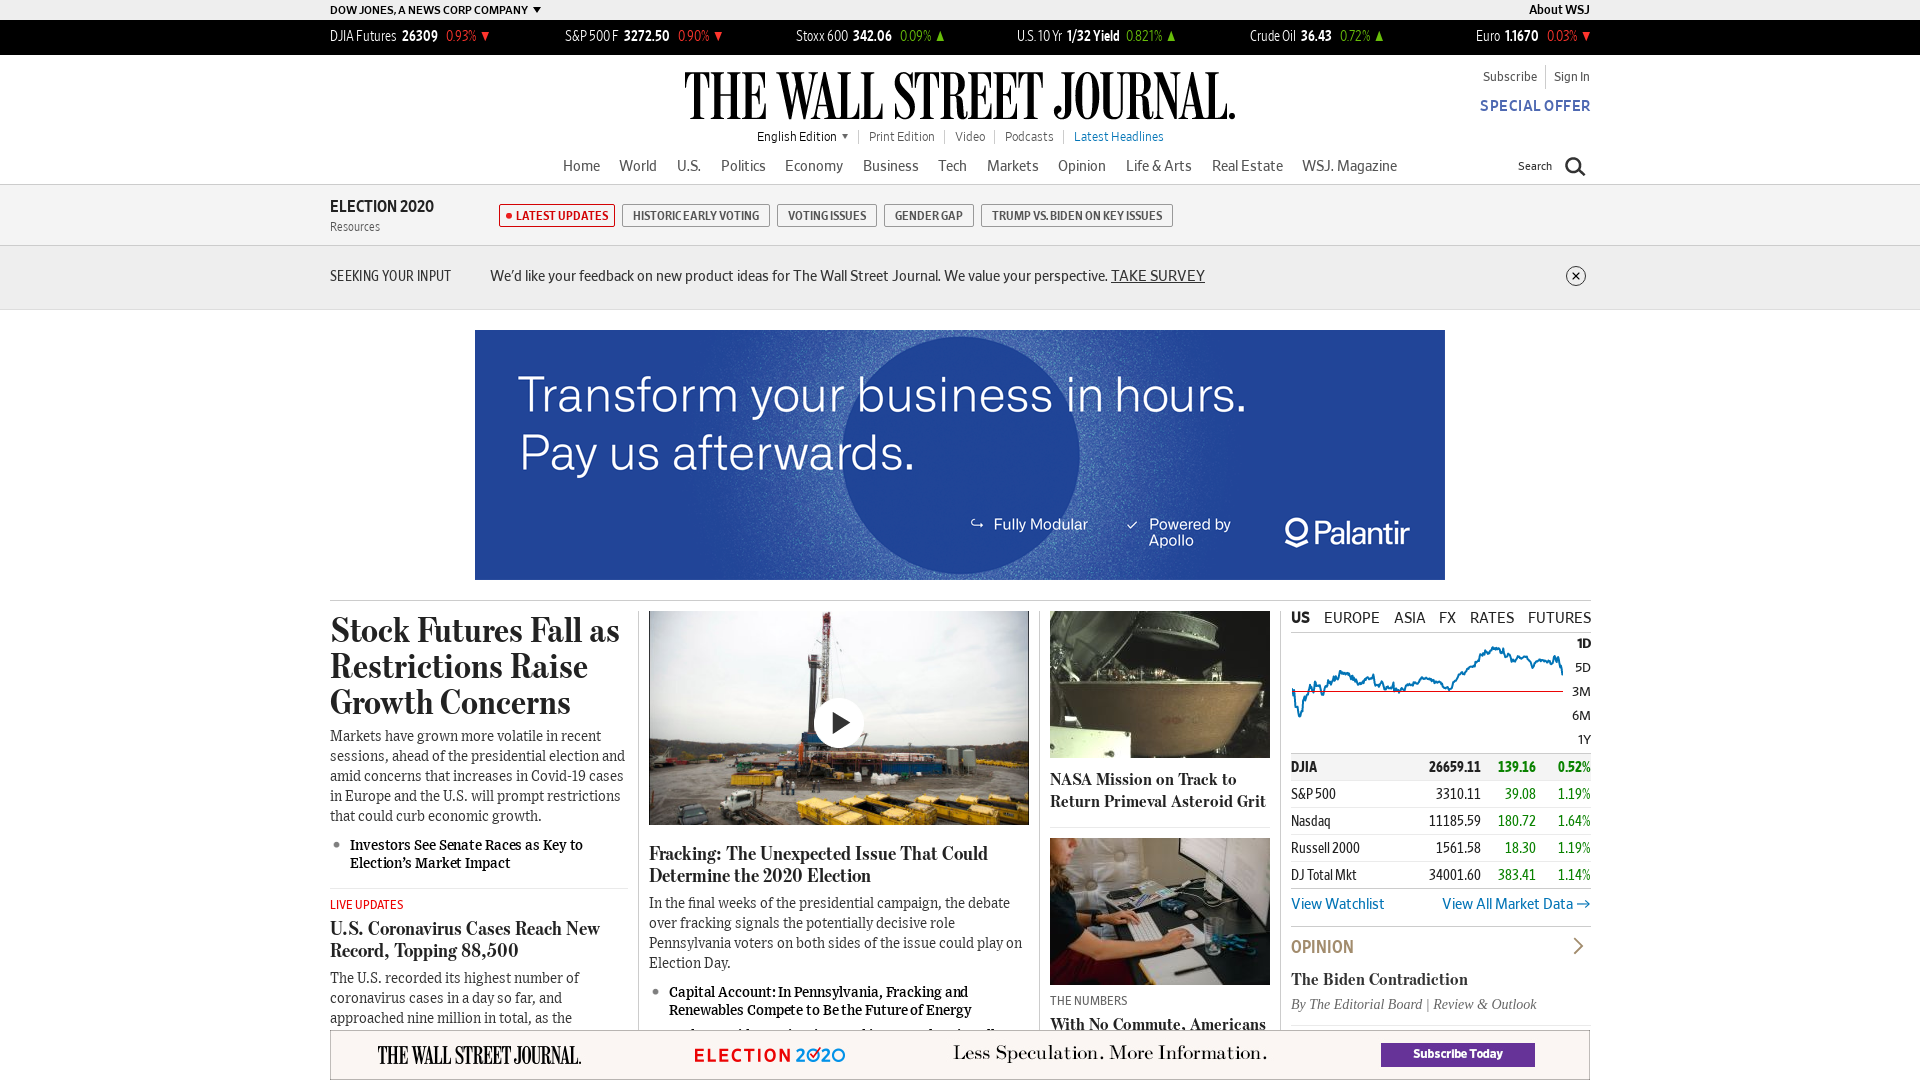 DOW JONES, A NEWS CORP COMPANY
About WSJ
DJIA Futures 26309 0.93%
S&P 500 F 3272.50 0.90%
Stoxx 600 342.06 0.09%
U.S. 10 Yr 1/32 Yield 0.821%
Crude Oil 36.43 0.72%
Euro 1.1670 0.03%
THE WALL STREET JOURNAL.
Subscribe
Sign In
SPECIAL OFFER
English Edition
Print Edition
Video
Podcasts
Latest Headlines
Home World U.S. Politics Economy Business Tech Markets Opinion Life & Arts Real Estate WSJ. Magazine
Search
ELECTION 2020
Resources
LATEST UPDATES
HISTORIC EARLY VOTING
VOTING ISSUES
GENDER GAP
TRUMP VS. BIDEN ON KEY ISSUES
SEEKING YOUR INPUT
We’d like your feedback on new product ideas for The Wall Street Journal. We value your perspective. TAKE SURVEY
Transform your business in hours.
Pay us afterwards.
Fully Modular
Powered by
Apollo
Palantir
Stock Futures Fall as
Restrictions Raise
Growth Concerns
Markets have grown more volatile in recent
sessions, ahead of the presidential election and
amid concerns that increases in Covid-19 cases
in Europe and the U.S. will prompt restrictions
that could curb economic growth.
Investors See Senate Races as Key to
Election’s Market Impact
LIVE UPDATES
U.S. Coronavirus Cases Reach New
Record, Topping 88,500
The U.S. recorded its highest number of
coronavirus cases in a day so far, and
approached nine million in total, as the
Fracking: The Unexpected Issue That Could
Determine the 2020 Election
In the final weeks of the presidential campaign, the debate
over fracking signals the potentially decisive role
Pennsylvania voters on both sides of the issue could play on
Election Day.
Capital Account: In Pennsylvania, Fracking and
Renewables Compete to Be the Future of Energy
NASA Mission on Track to
Return Primeval Asteroid Grit
THE NUMBERS
With No Commute, Americans
US EUROPE ASIA FX RATES FUTURES
1D
5D
3M
6M
1Y
DJIA 26659.11 139.16 0.52%
S&P 500 3310.11 39.08 1.19%
Nasdaq 11185.59 180.72 1.64%
Russell 2000 1561.58 18.30 1.19%
DJ Total Mkt 34001.60 383.41 1.14%
View Watchlist
View All Market Data
OPINION
The Biden Contradiction
By The Editorial Board | Review & Outlook
THE WALL STREET JOURNAL.
ELECTION 2020
Less Speculation. More Information.
Subscribe Today